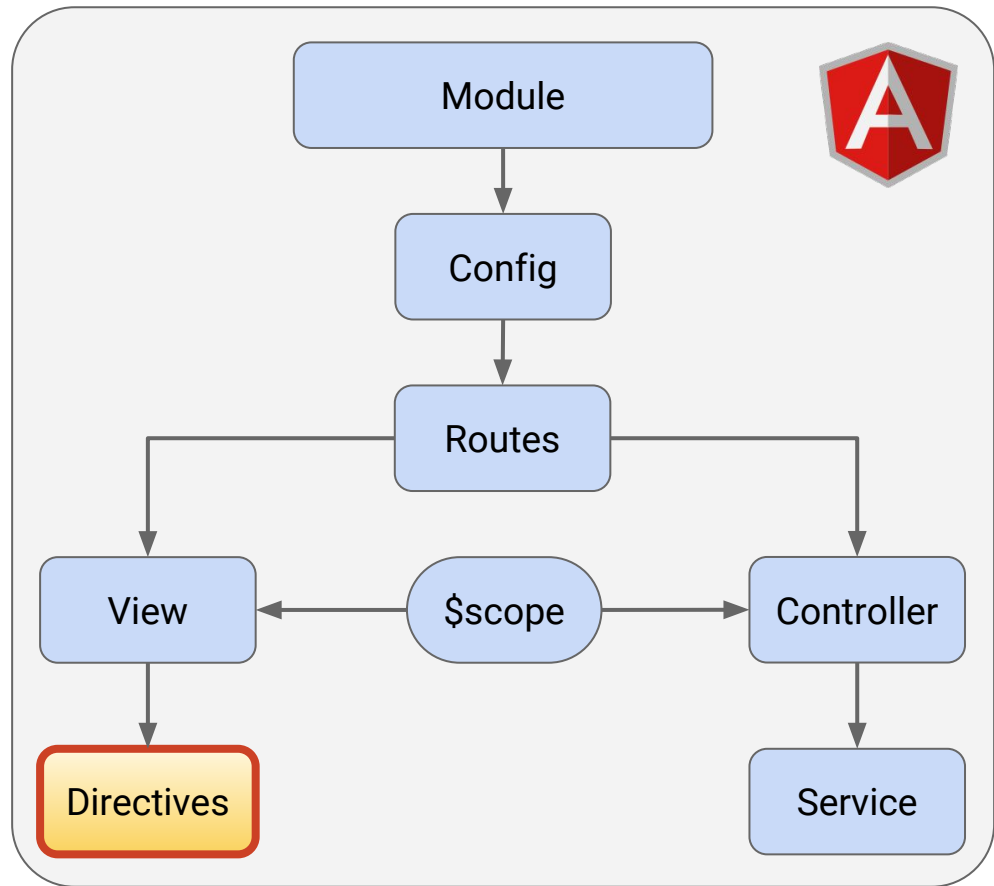 Module
Config
Routes
View
$scope
Controller
Directives
Service